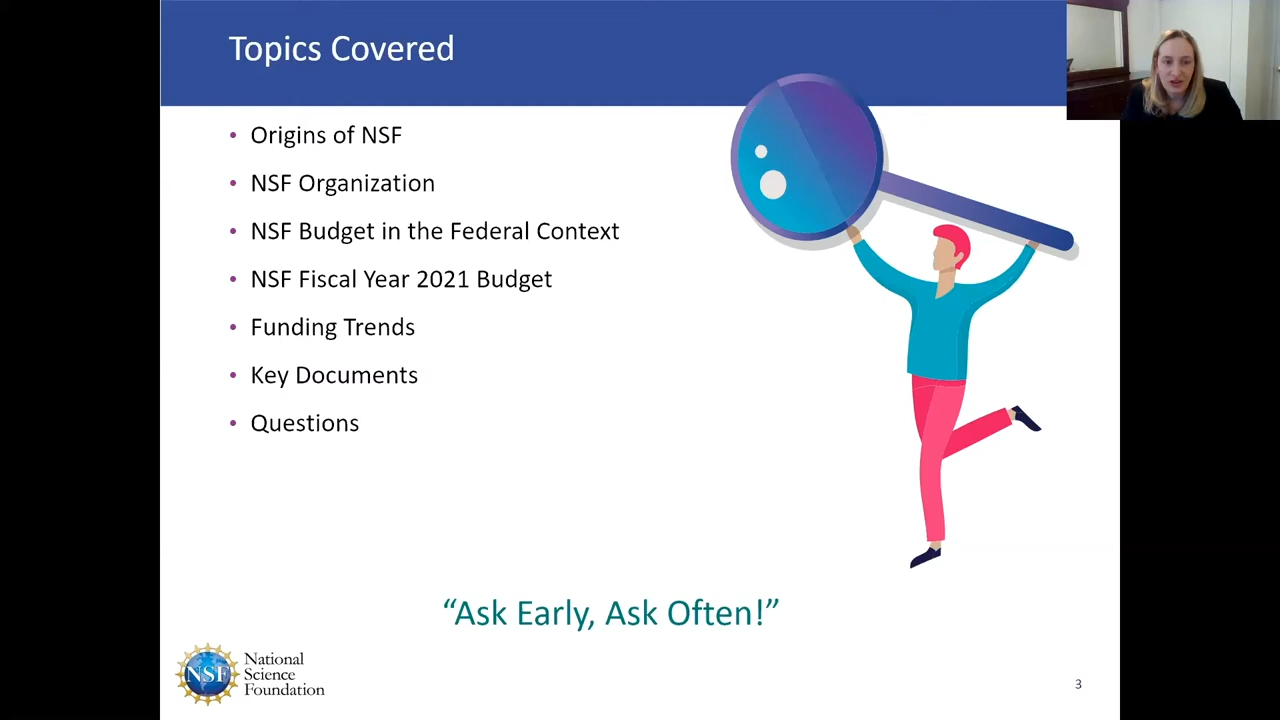 Topics Covered
• Origins of NSF
• NSF Organization
• NSF Budget in the Federal Context
• NSF Fiscal Year 2021 Budget
• Funding Trends
• Key Documents
• Questions
“Ask Early, Ask Often!”
NSF
National
Science
Foundation
3